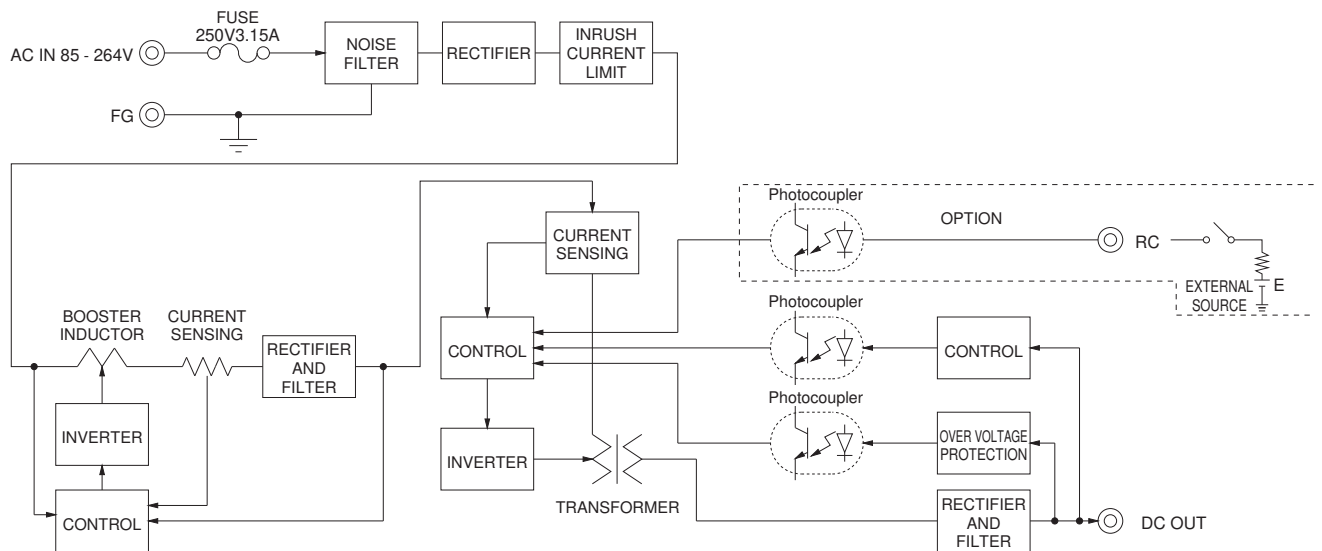 FUSE
250V3.15A
AC IN 85 - 264V
NOISE
FILTER
RECTIFIER
INRUSH
CURRENT
LIMIT
FG
Photocoupler
OPTION
RC
CURRENT
SENSING
EXTERNAL
SOURCE
E
BOOSTER
INDUCTOR
CURRENT
SENSING
RECTIFIER
AND
FILTER
CONTROL
Photocoupler
CONTROL
Photocoupler
INVERTER
INVERTER
OVER VOLTAGE
PROTECTION
TRANSFORMER
CONTROL
RECTIFIER
AND
FILTER
DC OUT